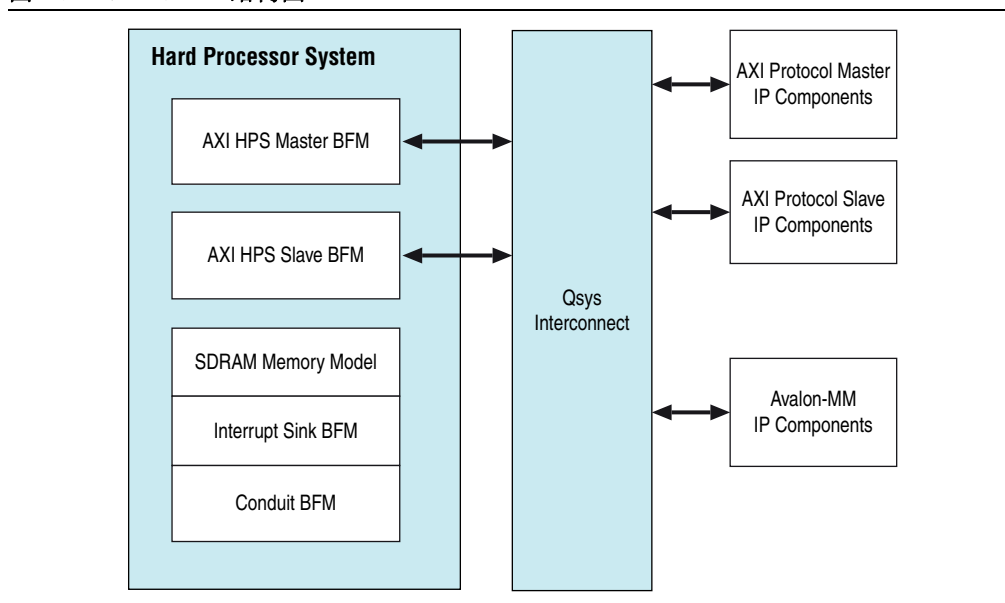 Hard Processor System
AXI HPS Master BFM
AXI HPS Slave BFM
SDRAM Memory Model
Interrupt Sink BFM
Conduit BFM
Qsys
Interconnect
AXI Protocol Master
IP Components
AXI Protocol Slave
IP Components
Avalon-MM
IP Components